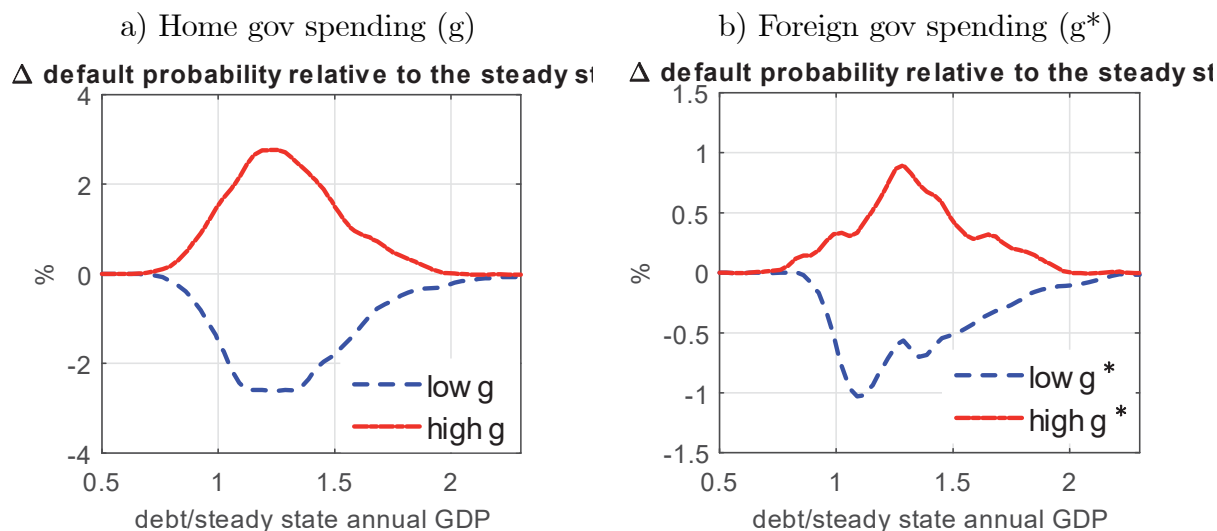 a) Home gov spending (g)
Δ default probability relative to the steady st
4
2
0
-2
-4
%
low g
high g
0.5 1 1.5 2
debt/steady state annual GDP
b) Foreign gov spending (g*)
Δ default probability relative to the steady st
1.5
1
0.5
0
-0.5
-1
-1.5
%
low g *
high g *
0.5 1 1.5 2
debt/steady state annual GDP